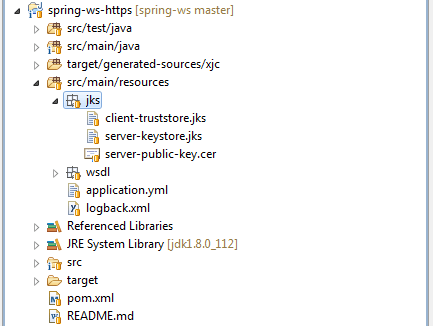 spring-ws-https [spring-ws master]
src/test/java
src/main/java
target/generated-sources/xjc
src/main/resources
jks
client-truststore.jks
server-keystore.jks
server-public-key.cer
wsdl
application.yml
logback.xml
Referenced Libraries
JRE System Library [jdk1.8.0_112]
src
target
pom.xml
README.md